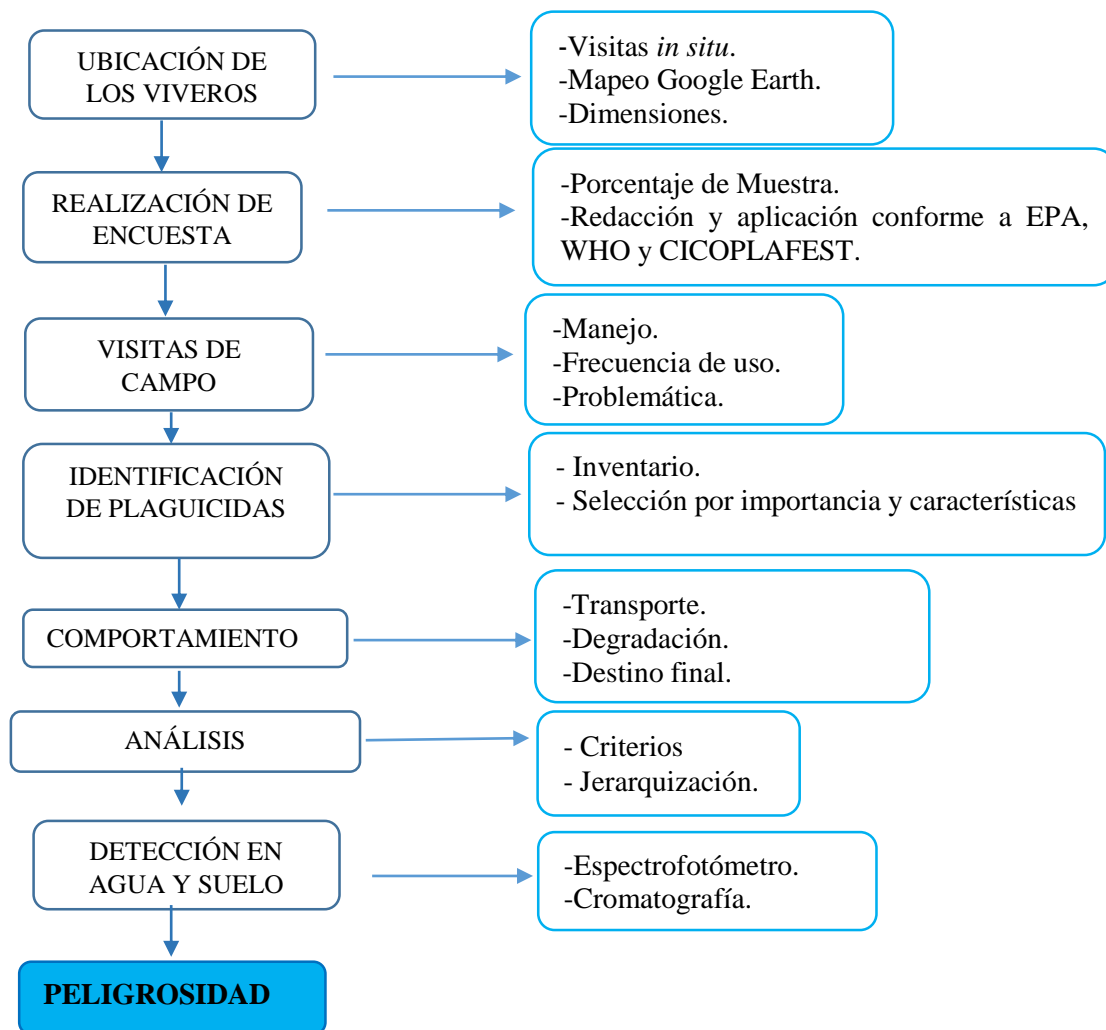 UBICACIÓN DE
LOS VIVEROS
-Visitas in situ.
-Mapeo Google Earth.
-Dimensiones.
REALIZACIÓN DE
ENCUESTA
-Porcentaje de Muestra.
-Redacción y aplicación conforme a EPA,
WHO y CICOPLAFEST.
VISITAS DE
CAMPO
-Manejo.
-Frecuencia de uso.
-Problemática.
IDENTIFICACIÓN
DE PLAGUICIDAS
- Inventario.
- Selección por importancia y características
COMPORTAMIENTO
-Transporte.
-Degradación.
-Destino final.
ANÁLISIS
- Criterios
- Jerarquización.
DETECCIÓN EN
AGUA Y SUELO
-Espectrofotómetro.
-Cromatografía.
PELIGROSIDAD